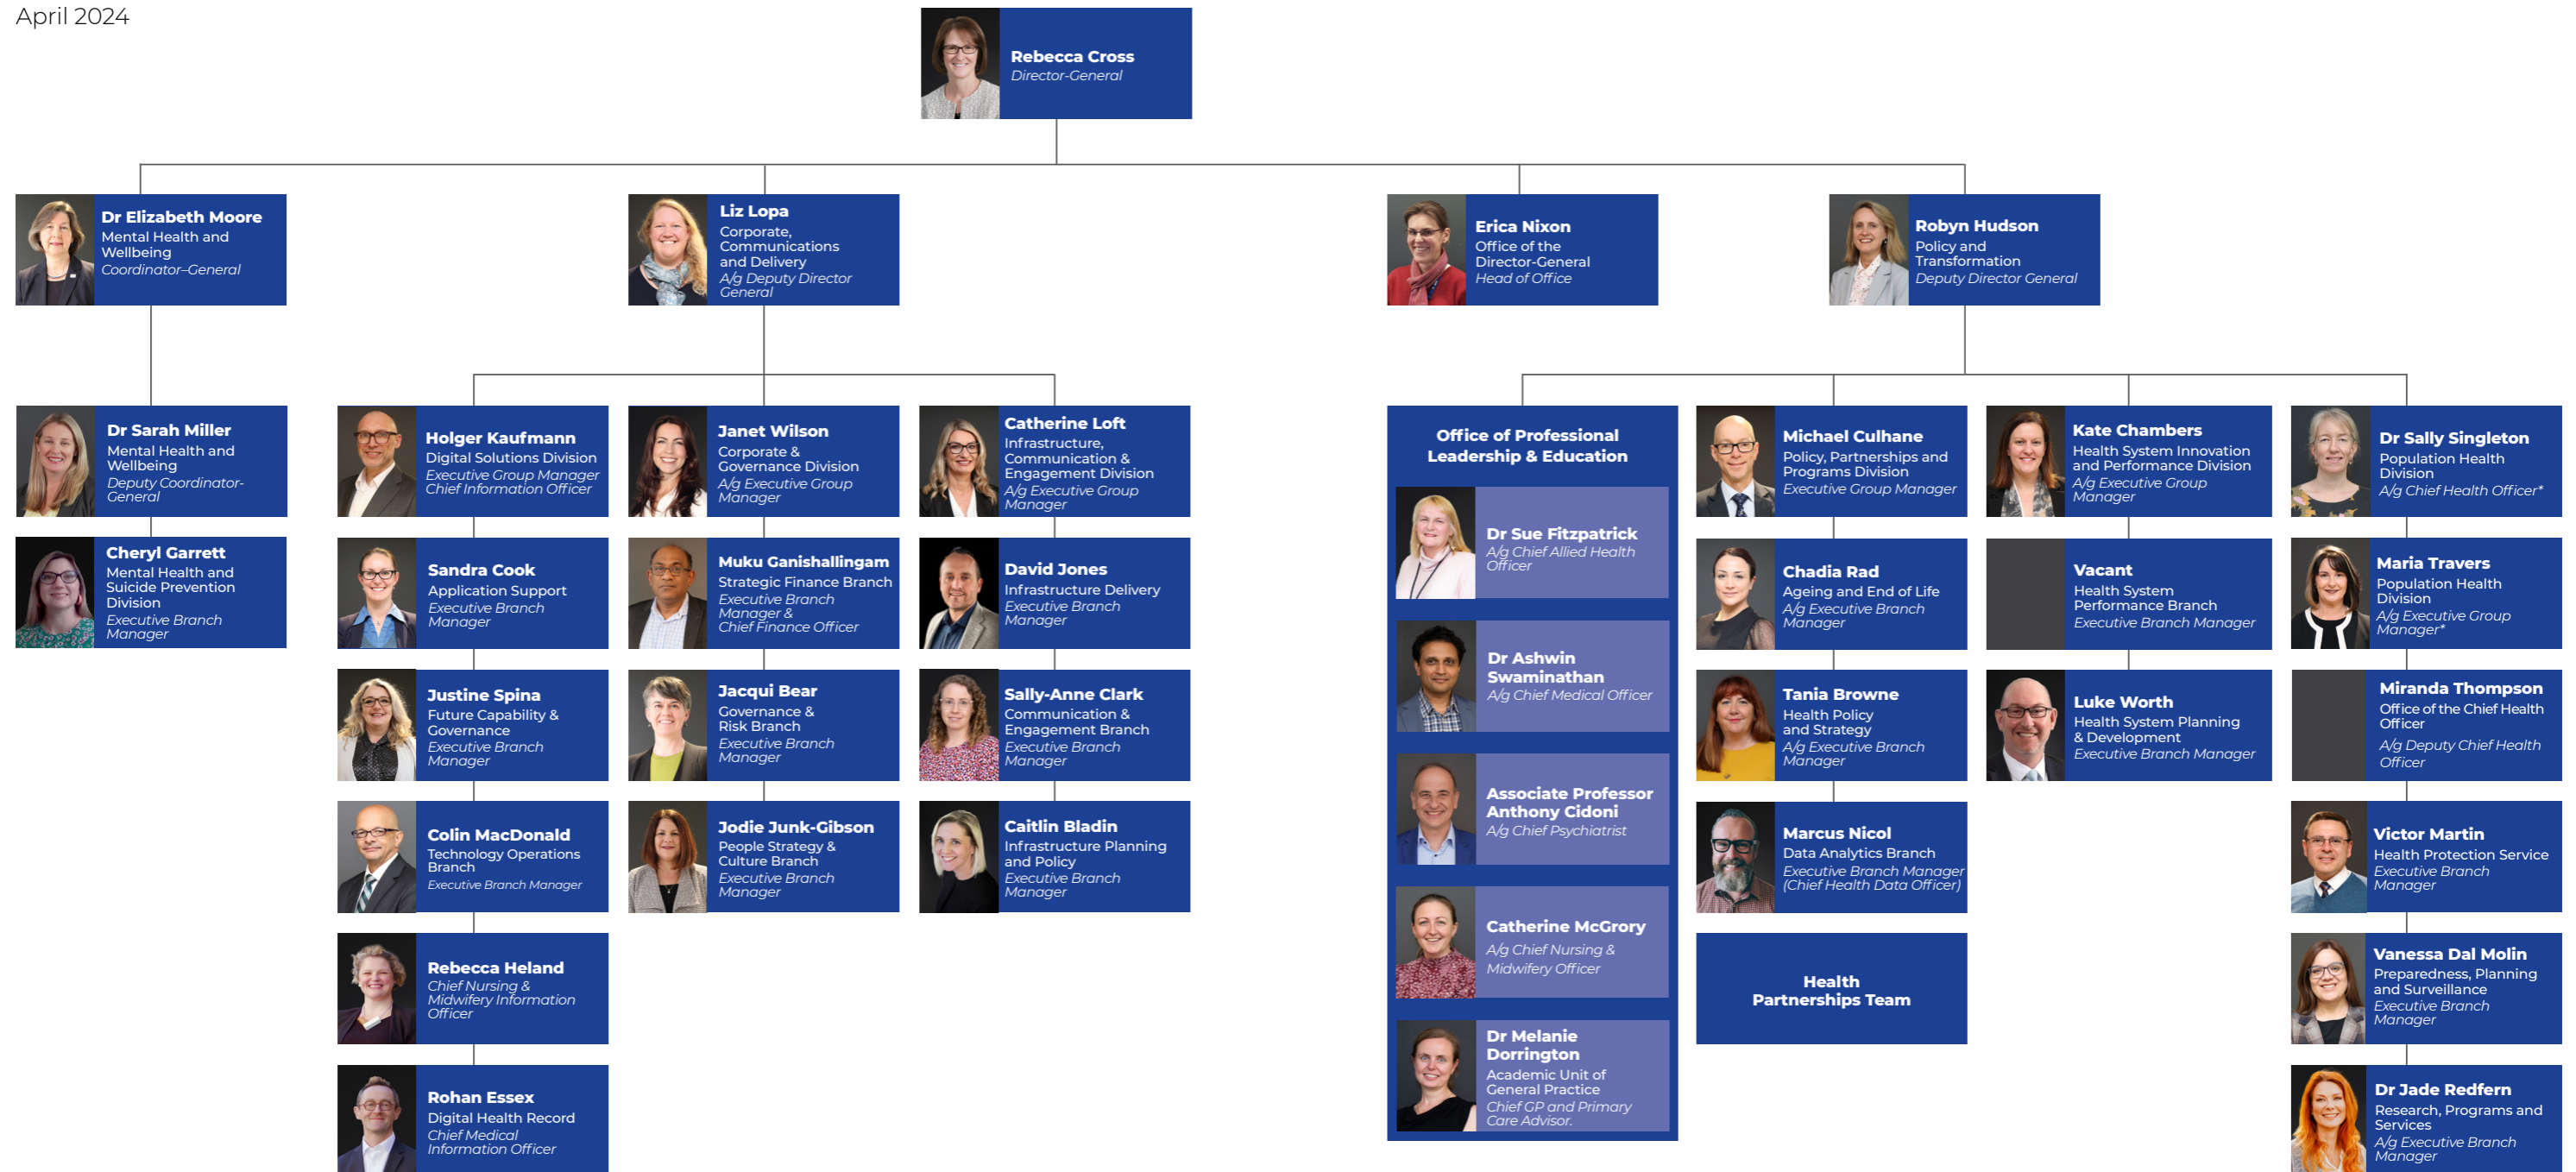 April 2024
Rebecca Cross
Director-General
Dr Elizabeth Moore
Mental Health and
Wellbeing
Coordinator–General
Liz Lopa
Corporate,
Communications
and Delivery
A/g Deputy Director
General
Erica Nixon
Office of the
Director-General
Head of Office
Robyn Hudson
Policy and
Transformation
Deputy Director General
Dr Sarah Miller
Mental Health and
Wellbeing
Deputy Coordinator-
General
Cheryl Garrett
Mental Health and
Suicide Prevention
Division
Executive Branch
Manager
Holger Kaufmann
Digital Solutions Division
Executive Group Manager
Chief Information Officer
Sandra Cook
Application Support
Executive Branch
Manager
Justine Spina
Future Capability &
Governance
Executive Branch
Manager
Colin MacDonald
Technology Operations
Branch
Executive Branch Manager
Rebecca Heland
Chief Nursing &
Midwifery Information
Officer
Rohan Essex
Digital Health Record
Chief Medical
Information Officer
Janet Wilson
Corporate &
Governance Division
A/g Executive Group
Manager
Muku Ganishallingam
Strategic Finance Branch
Executive Branch
Manager &
Chief Finance Officer
Jacqui Bear
Governance &
Risk Branch
Executive Branch
Manager
Jodie Junk-Gibson
People Strategy &
Culture Branch
Executive Branch
Manager
Catherine Loft
Infrastructure,
Communication &
Engagement Division
A/g Executive Group
Manager
David Jones
Infrastructure Delivery
Executive Branch
Manager
Sally-Anne Clark
Communication &
Engagement Branch
Executive Branch
Manager
Caitlin Bladin
Infrastructure Planning
and Policy
Executive Branch
Manager
Office of Professional
Leadership & Education
Dr Sue Fitzpatrick
A/g Chief Allied Health
Officer
Dr Ashwin
Swaminathan
A/g Chief Medical Officer
Associate Professor
Anthony Cidoni
A/g Chief Psychiatrist
Catherine McGrory
A/g Chief Nursing &
Midwifery Officer
Dr Melanie
Dorrington
Academic Unit of
General Practice
Chief GP and Primary
Care Advisor.
Michael Culhane
Policy, Partnerships and
Programs Division
Executive Group Manager
Chadia Rad
Ageing and End of Life
A/g Executive Branch
Manager
Tania Browne
Health Policy
and Strategy
A/g Executive Branch
Manager
Marcus Nicol
Data Analytics Branch
Executive Branch Manager
(Chief Health Data Officer)
Health
Partnerships Team
Kate Chambers
Health System Innovation
and Performance Division
A/g Executive Group
Manager
Vacant
Health System
Performance Branch
Executive Branch Manager
Luke Worth
Health System Planning
& Development
Executive Branch Manager
Dr Sally Singleton
Population Health
Division
A/g Chief Health Officer*
Maria Travers
Population Health
Division
A/g Executive Group
Manager*
Miranda Thompson
Office of the Chief Health
Officer
A/g Deputy Chief Health
Officer
Victor Martin
Health Protection Service
Executive Branch
Manager
Vanessa Dal Molin
Preparedness, Planning
and Surveillance
Executive Branch
Manager
Dr Jade Redfern
Research, Programs and
Services
A/g Executive Branch
Manager